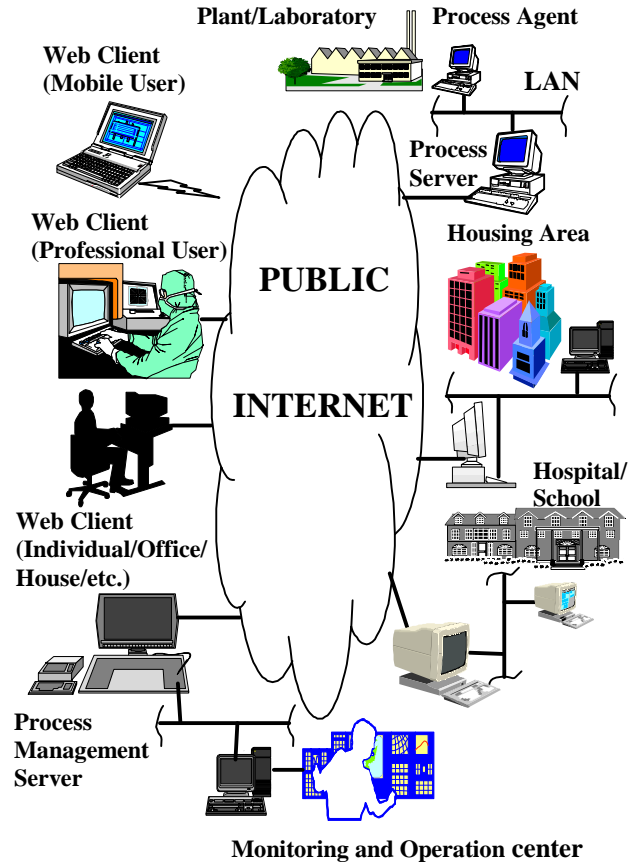 Plant/Laboratory
Process Agent
Web Client
(Mobile User)
LAN
Process
Server
Web Client
(Professional User)
Housing Area
PUBLIC
INTERNET
Hospital/
School
Web Client
(Individual/Office/
House/etc.)
Process
Management
Server
Monitoring and Operation center